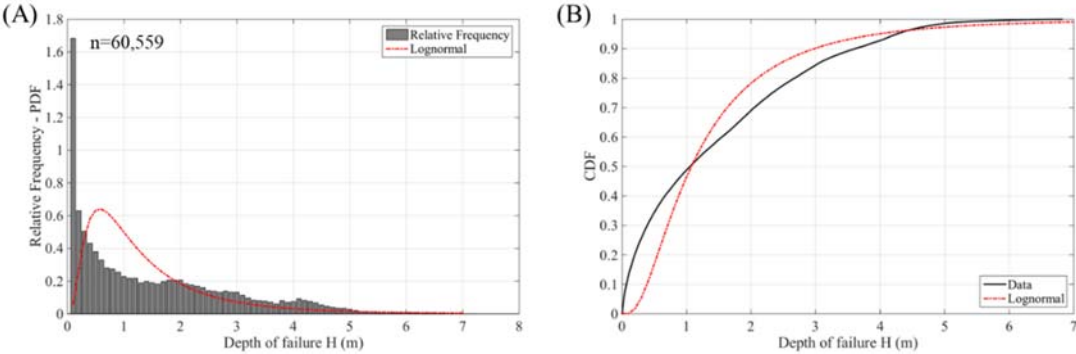 (A)
1.8
1.6
1.4
1.2
1
0.8
0.6
0.4
0.2
0
Relative Frequency - PDF
n=60,559
Relative Frequency
Lognormal
0 1 2 3 4 5 6 7 8
Depth of failure H (m)
(B)
1
0.9
0.8
0.7
0.6
0.5
0.4
0.3
0.2
0.1
0
CDF
Data
Lognormal
0 1 2 3 4 5 6 7
Depth of failure H (m)